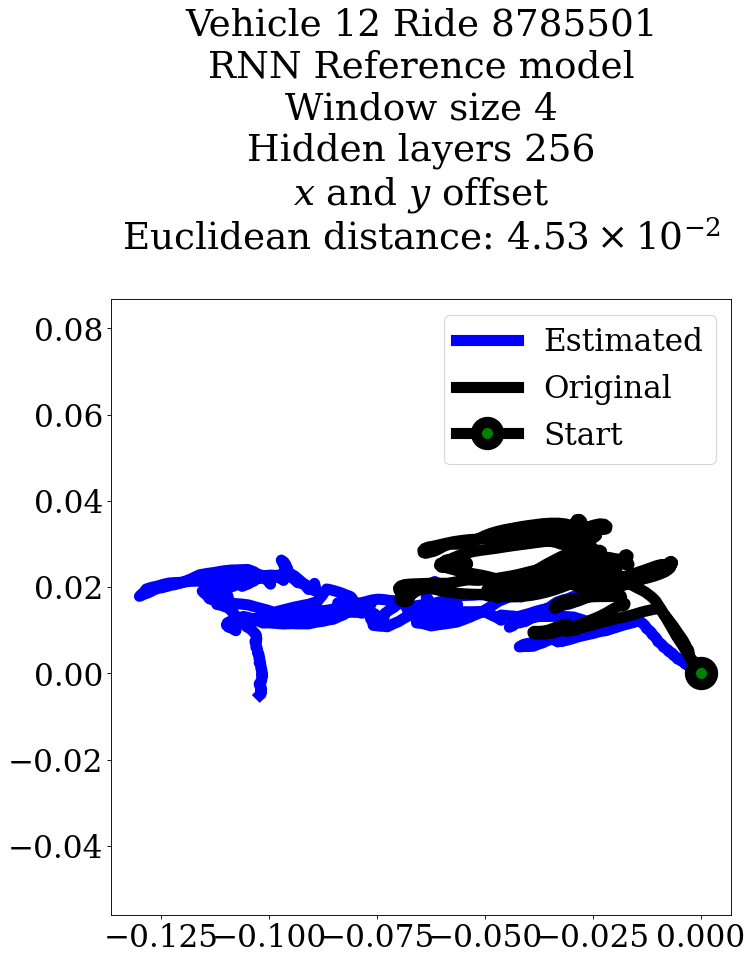 Vehicle 12 Ride 8785501
RNN Reference model
Window size 4
Hidden layers 256
x and y offset
Euclidean distance: 4.53 × 10⁻²
Estimated
Original
Start
0.08
0.06
0.04
0.02
0.00
−0.02
−0.04
−0.125 −0.100 −0.075 −0.050 −0.025 0.000